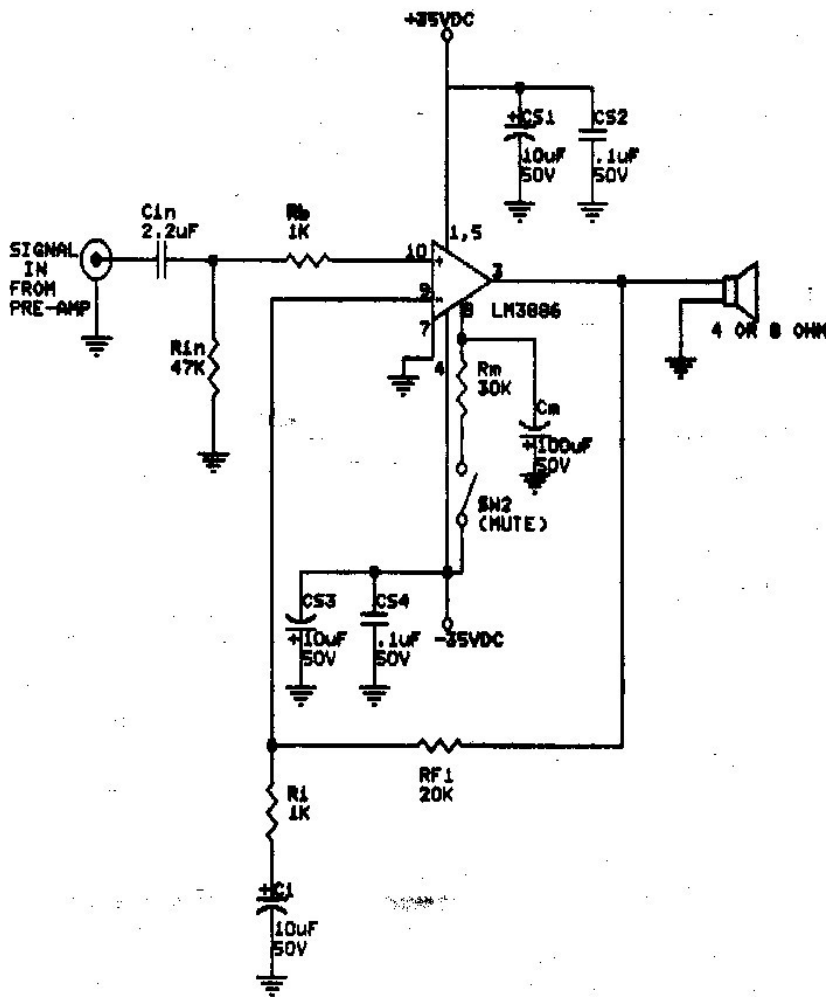 +35VDC
+CS1
10uF
50V
CS2
.1uF
50V
Cin
2.2uF
Rb
1K
SIGNAL
IN
FROM
PRE-AMP
10
+
1,5
3
9
-
8
LM3886
7
4
4 OR 8 OHM
Rin
47K
Rm
30K
Cm
+100uF
50V
SW2
(MUTE)
CS3
+10uF
50V
CS4
.1uF
50V
-35VDC
RF1
20K
Ri
1K
+Ci
10uF
50V